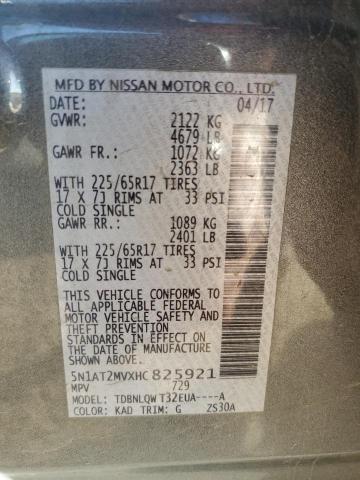 MFD BY NISSAN MOTOR CO., LTD.
DATE: 04/17
GVWR: 2122 KG
4679 LB
GAWR FR.: 1072 KG
2363 LB
WITH 225/65R17 TIRES
17 X 7J RIMS AT 33 PSI
COLD SINGLE
GAWR RR.: 1089 KG
2401 LB
WITH 225/65R17 TIRES
17 X 7J RIMS AT 33 PSI
COLD SINGLE
THIS VEHICLE CONFORMS TO
ALL APPLICABLE FEDERAL
MOTOR VEHICLE SAFETY AND
THEFT PREVENTION
STANDARDS IN EFFECT ON
THE DATE OF MANUFACTURE
SHOWN ABOVE.
5N1AT2MVXHC825921
MPV 729
MODEL: TDBNLQWT32EUA----A
COLOR: KAD TRIM: G ZS30A